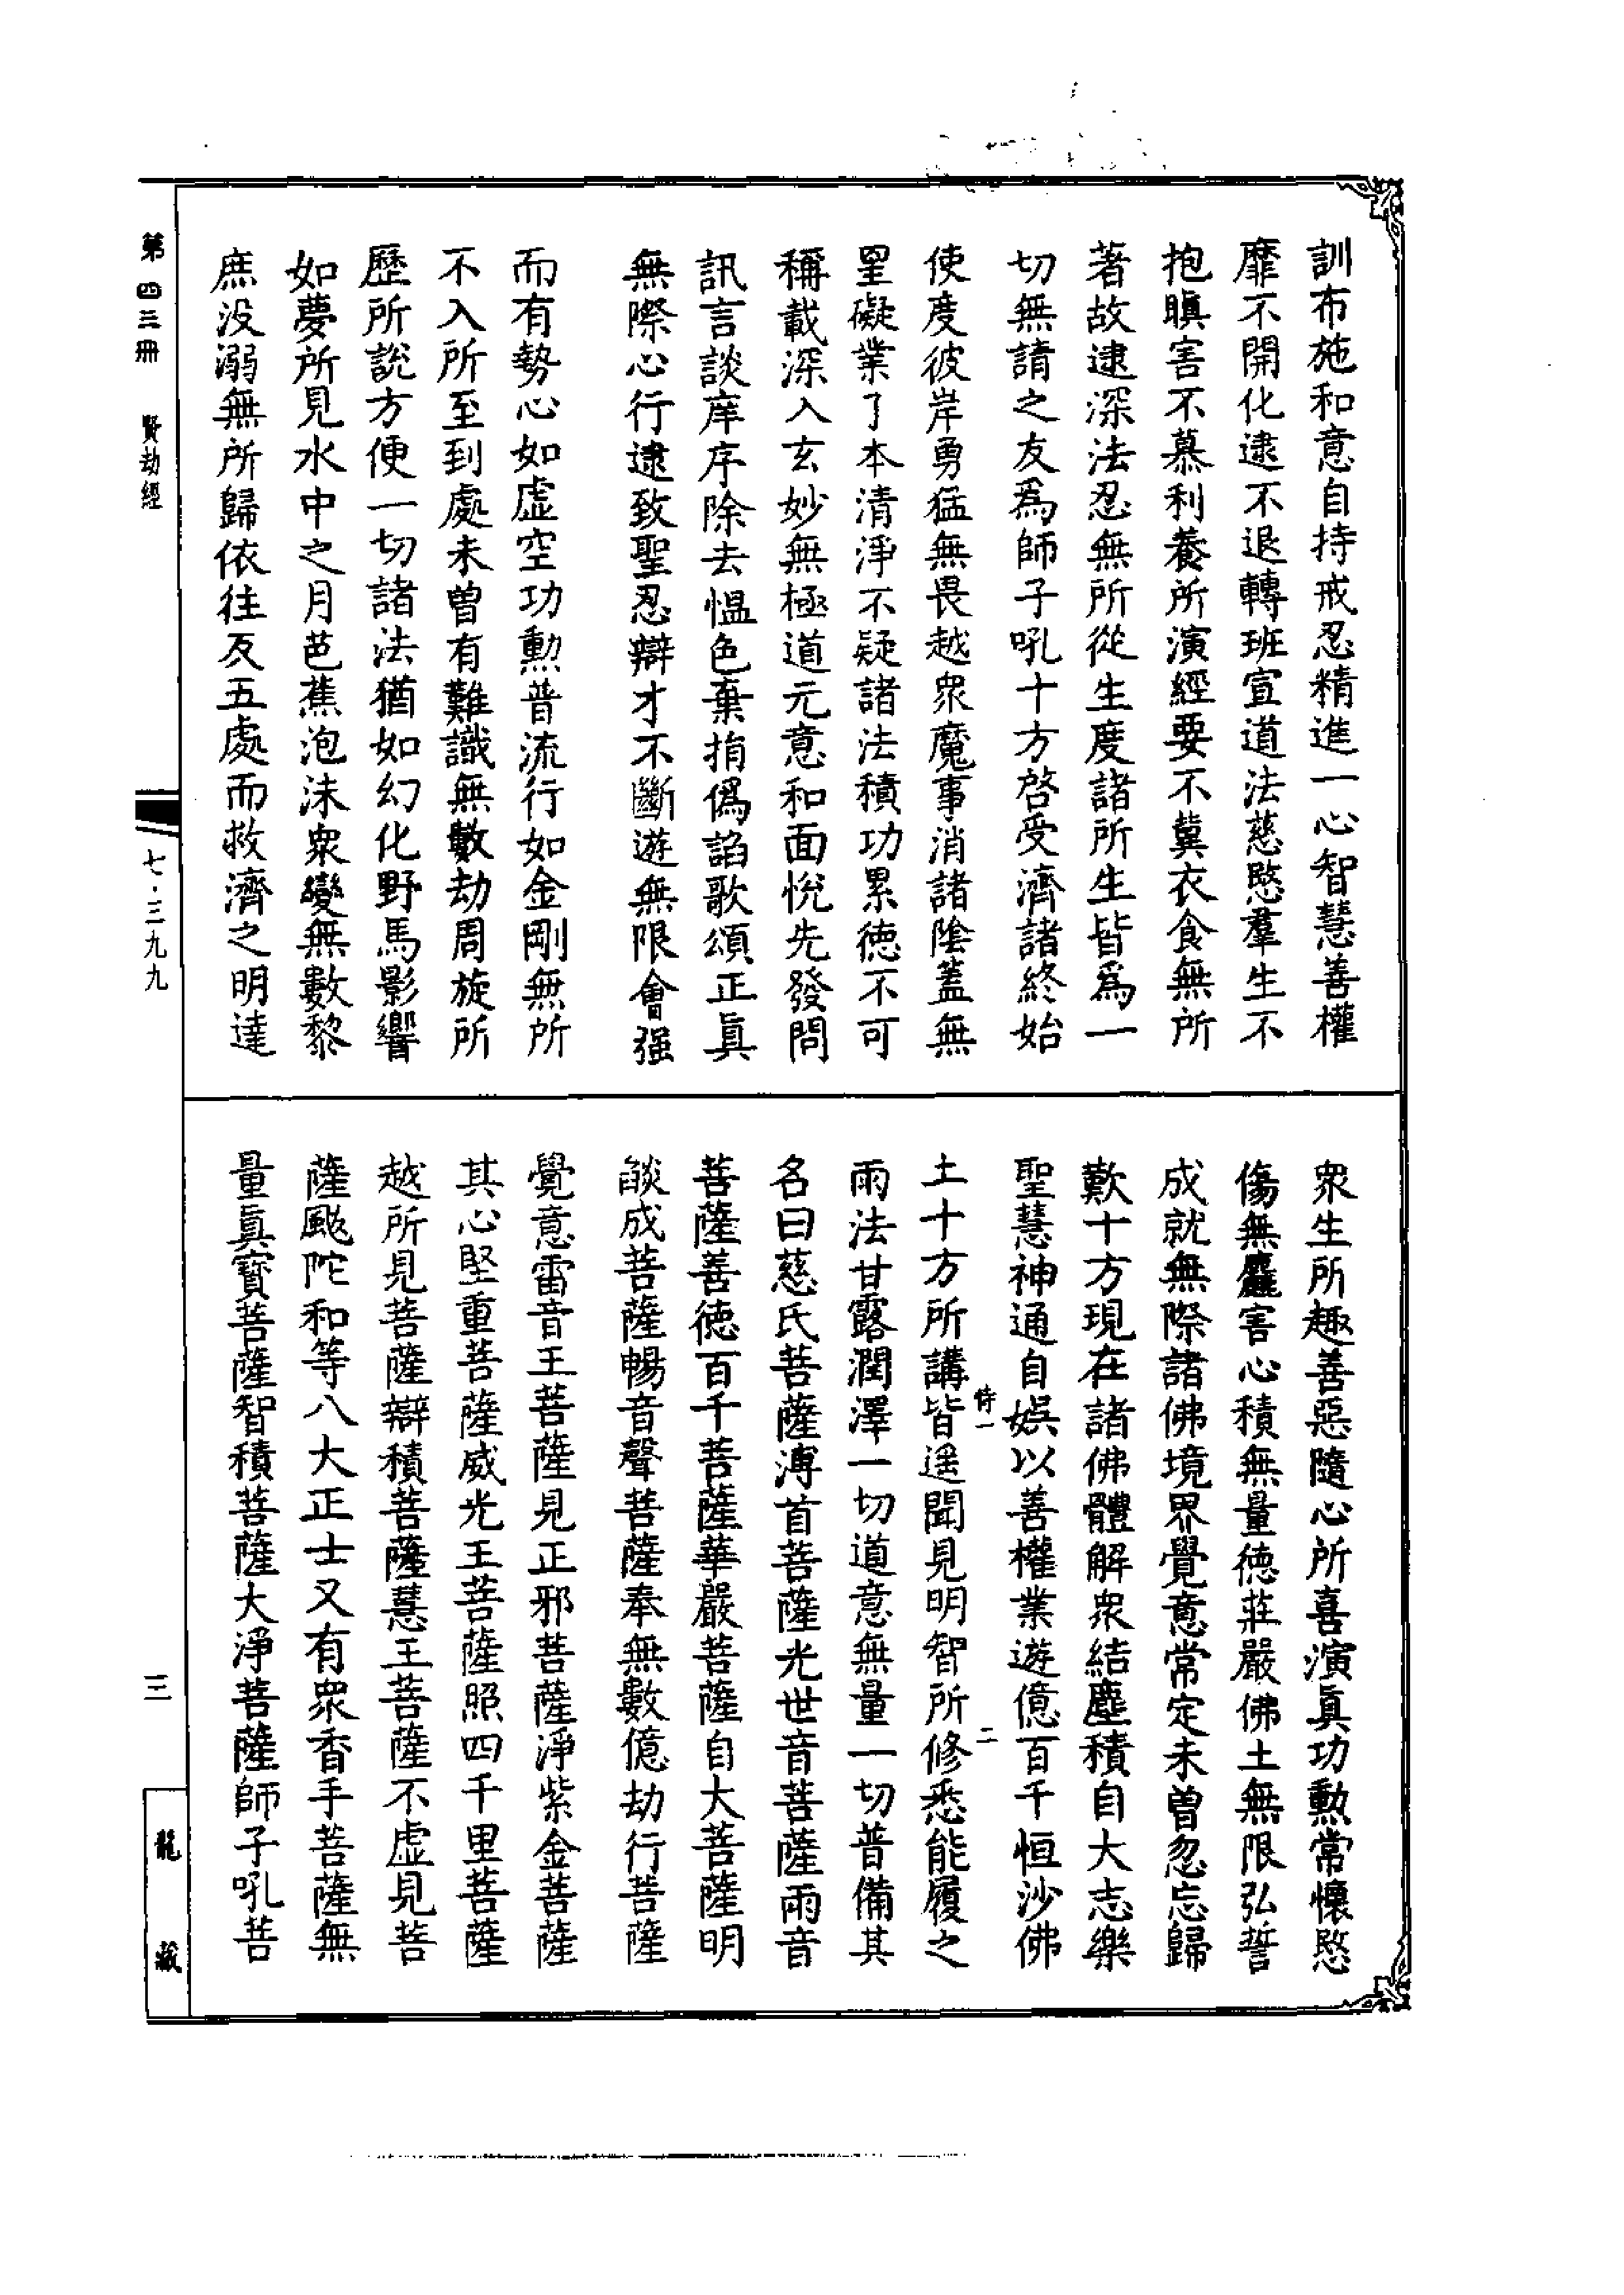 訓布施和意自持戒忍精進一心智慧善權
靡不開化逮不退轉班宣道法慈愍羣生不
抱瞋害不慕利養所演經要不冀衣食無所
著故逮深法忍無所從生度諸所生皆爲一
切無請之友爲師子吼十方啓受濟諸終始
使度彼岸勇猛無畏越衆魔事消諸陰蓋無
罣礙業了本清淨不疑諸法積功累德不可
稱載深入玄妙無極道元意和面悅先發問
訊言談庠序除去愠色棄捐僞諂歌頌正眞
無際心行逮致聖忍辯才不斷遊無限會强
而有勢心如虛空功勲普流行如金剛無所
不入所至到處未曾有難識無數劫周旋所
歷所說方便一切諸法猶如幻化野馬影響
如夢所見水中之月芭蕉泡沫衆變無數黎
庶没溺無所歸依往反五處而救濟之明達
衆生所趣善惡隨心所喜演眞功勲常懷愍
傷無麤害心積無量德莊嚴佛土無限弘誓
成就無際諸佛境界覺意常定未曾忽忘歸
歎十方現在諸佛體解衆結塵積自大志樂
聖慧神通自娯以善權業遊億百千恒沙佛
土十方所講皆遥聞見明智所修悉能履之
恃一 二
雨法甘露潤澤一切道意無量一切普備其
名曰慈氏菩薩溥首菩薩光世音菩薩雨音
菩薩善德百千菩薩華嚴菩薩自大菩薩明
燄成菩薩暢音聲菩薩奉無數億劫行菩薩
覺意雷音王菩薩見正邪菩薩淨紫金菩薩
其心堅重菩薩威光王菩薩照四千里菩薩
越所見菩薩辯積菩薩慧王菩薩不虛見菩
薩颰陀和等八大正士又有衆香手菩薩無
量眞寶菩薩智積菩薩大淨菩薩師子吼菩
第四三冊 賢劫經
七·三九九
三
龍藏